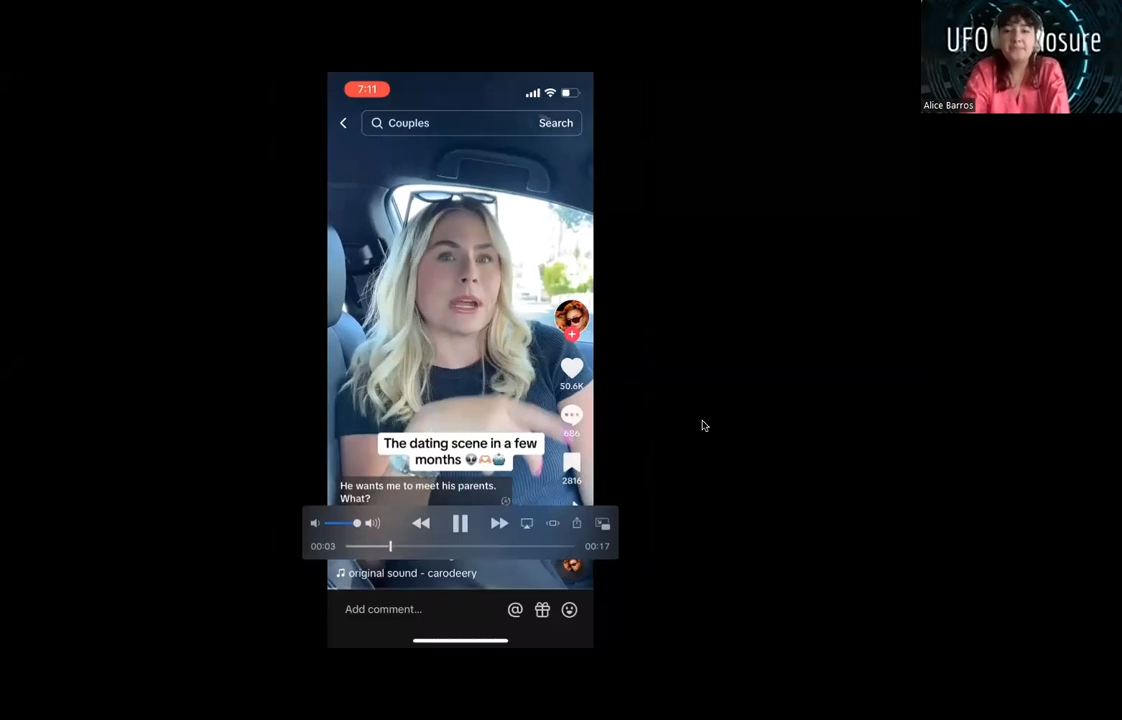 UFO
osure
Alice Barros
7:11
Couples
Search
50.6K
686
2816
The dating scene in a few
months 👽🫶🏻🤖
He wants me to meet his parents.
What?
00:03
00:17
original sound - carodeery
Add comment...